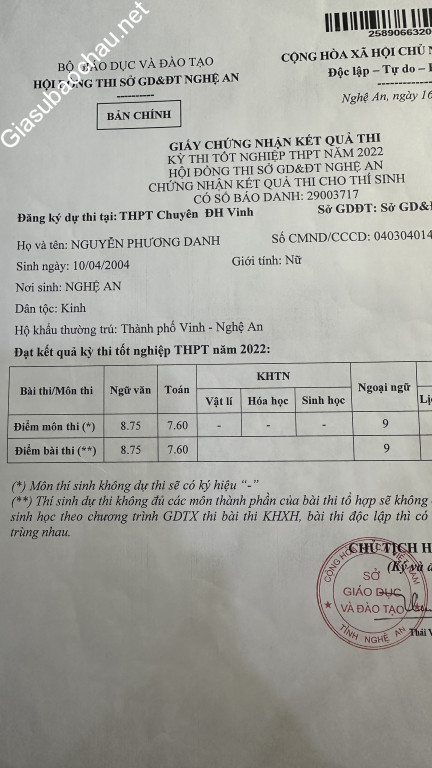 Giasubaochau.net
2589066320
BỘ GIÁO DỤC VÀ ĐÀO TẠO
HỘI ĐỒNG THI SỞ GD&ĐT NGHỆ AN
CỘNG HÒA XÃ HỘI CHỦ
Độc lập – Tự do –
BẢN CHÍNH
Nghệ An, ngày 16
GIẤY CHỨNG NHẬN KẾT QUẢ THI
KỲ THI TỐT NGHIỆP THPT NĂM 2022
HỘI ĐỒNG THI SỞ GD&ĐT NGHỆ AN
CHỨNG NHẬN KẾT QUẢ THI CHO THÍ SINH
CÓ SỐ BÁO DANH: 29003717
Đăng ký dự thi tại: THPT Chuyên ĐH Vinh Sở GDĐT: Sở GD&
Họ và tên: NGUYỄN PHƯƠNG DANH Số CMND/CCCD: 040304014
Sinh ngày: 10/04/2004 Giới tính: Nữ
Nơi sinh: NGHỆ AN
Dân tộc: Kinh
Hộ khẩu thường trú: Thành phố Vinh - Nghệ An
Đạt kết quả kỳ thi tốt nghiệp THPT năm 2022:
Bài thi/Môn thi Ngữ văn Toán KHTN Ngoại ngữ
Vật lí Hóa học Sinh học
Điểm môn thi (*) 8.75 7.60 - - - 9
Điểm bài thi (**) 8.75 7.60 9
(*) Môn thí sinh không dự thi sẽ có ký hiệu “-”
(**) Thí sinh dự thi không đủ các môn thành phần của bài thi tổ hợp sẽ không
sinh học theo chương trình GDTX thi bài thi KHXH, bài thi độc lập thì có
trùng nhau.
CHỦ TỊCH H
(Ký và
SỞ
GIÁO DỤC
VÀ ĐÀO TẠO
TỈNH NGHỆ AN
Thái